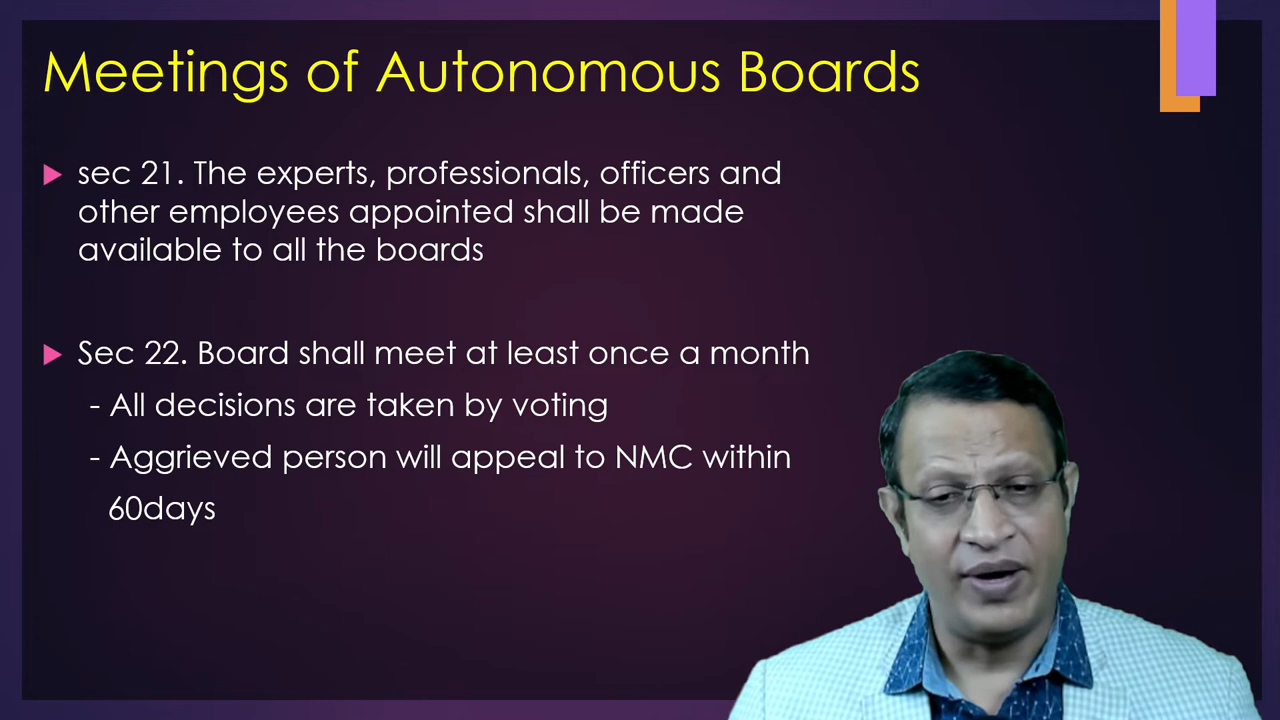 Meetings of Autonomous Boards
sec 21. The experts, professionals, officers and
other employees appointed shall be made
available to all the boards
Sec 22. Board shall meet at least once a month
- All decisions are taken by voting
- Aggrieved person will appeal to NMC within
60days